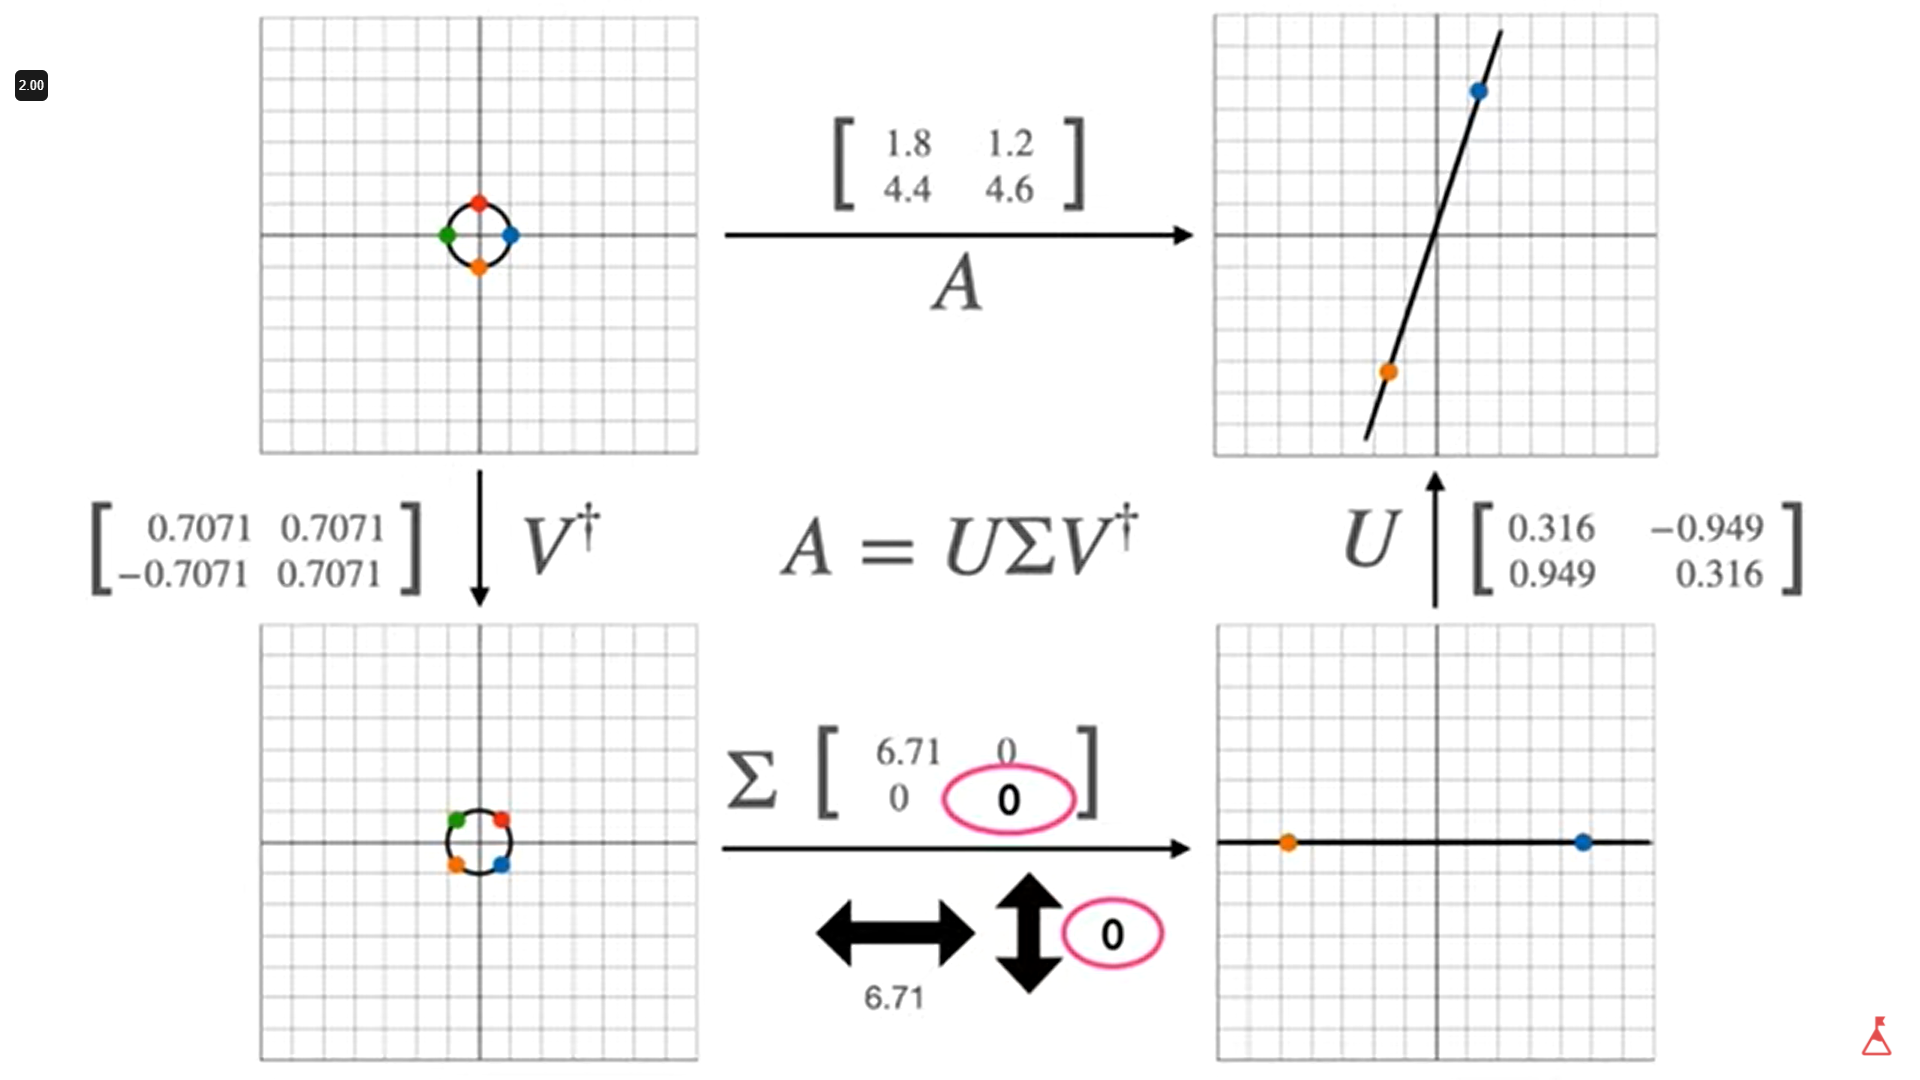 2.00
[ 1.8 1.2 ]
[ 4.4 4.6 ]
A
[ 0.7071 0.7071 ]
[ −0.7071 0.7071 ]
V†
A = UΣV†
U
[ 0.316 −0.949 ]
[ 0.949 0.316 ]
Σ
[ 6.71 0 ]
[ 0 0 ]
0
6.71